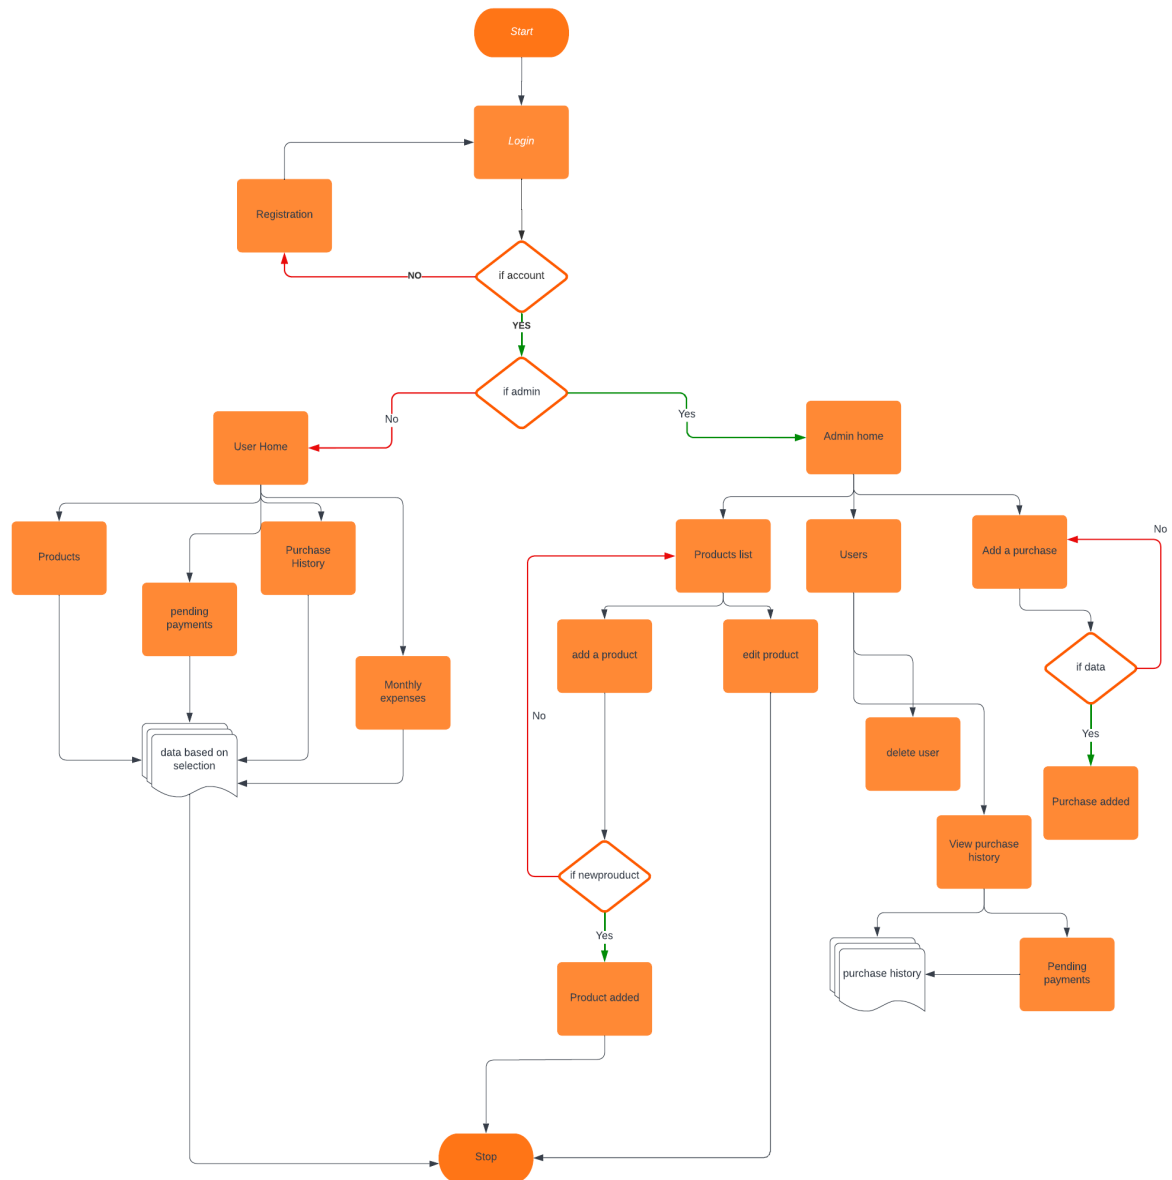 Start
Login
Registration
if account
NO
YES
if admin
No
Yes
User Home
Admin home
Products
Purchase
History
pending
payments
Monthly
expenses
data based on
selection
Products list
Users
Add a purchase
No
add a product
edit product
if data
No
Yes
delete user
Purchase added
View purchase
history
if newprouduct
Yes
purchase history
Pending
payments
Product added
Stop